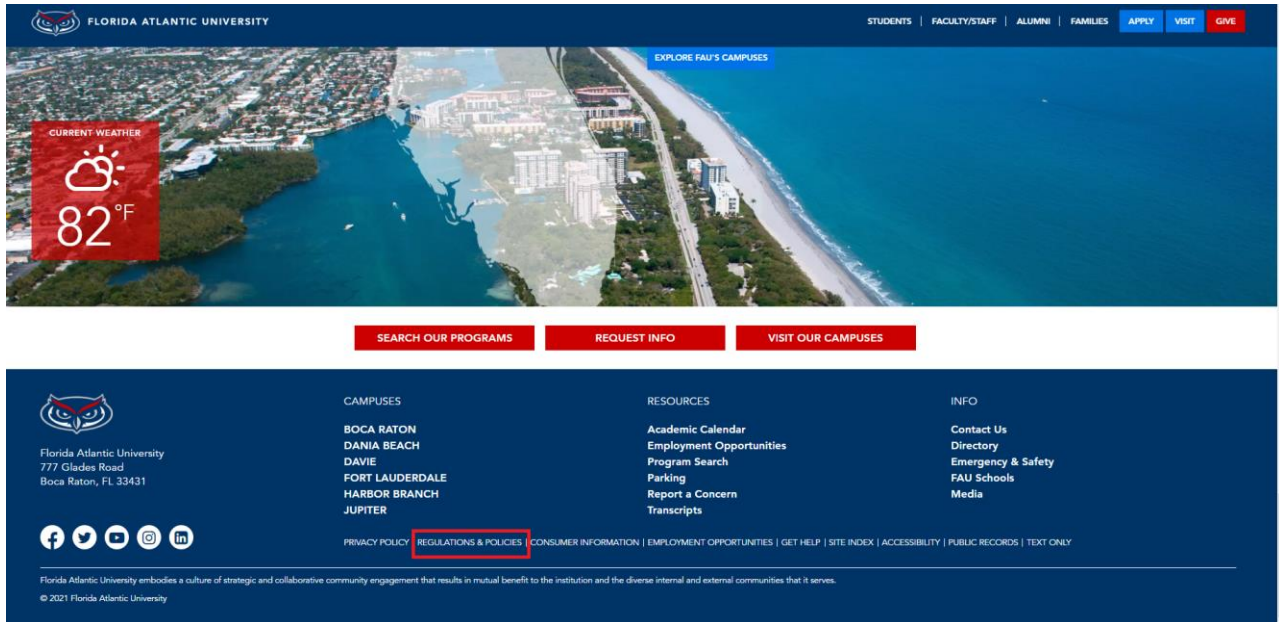 FLORIDA ATLANTIC UNIVERSITY
STUDENTS | FACULTY/STAFF | ALUMNI | FAMILIES APPLY VISIT GIVE
EXPLORE FAU'S CAMPUSES
CURRENT WEATHER
82°F
SEARCH OUR PROGRAMS
REQUEST INFO
VISIT OUR CAMPUSES
Florida Atlantic University
777 Glades Road
Boca Raton, FL 33431
CAMPUSES
BOCA RATON
DANIA BEACH
DAVIE
FORT LAUDERDALE
HARBOR BRANCH
JUPITER
RESOURCES
Academic Calendar
Employment Opportunities
Program Search
Parking
Report a Concern
Transcripts
INFO
Contact Us
Directory
Emergency & Safety
FAU Schools
Media
PRIVACY POLICY | REGULATIONS & POLICIES | CONSUMER INFORMATION | EMPLOYMENT OPPORTUNITIES | GET HELP | SITE INDEX | ACCESSIBILITY | PUBLIC RECORDS | TEXT ONLY
Florida Atlantic University embodies a culture of strategic and collaborative community engagement that results in mutual benefit to the institution and the diverse internal and external communities that it serves.
© 2021 Florida Atlantic University